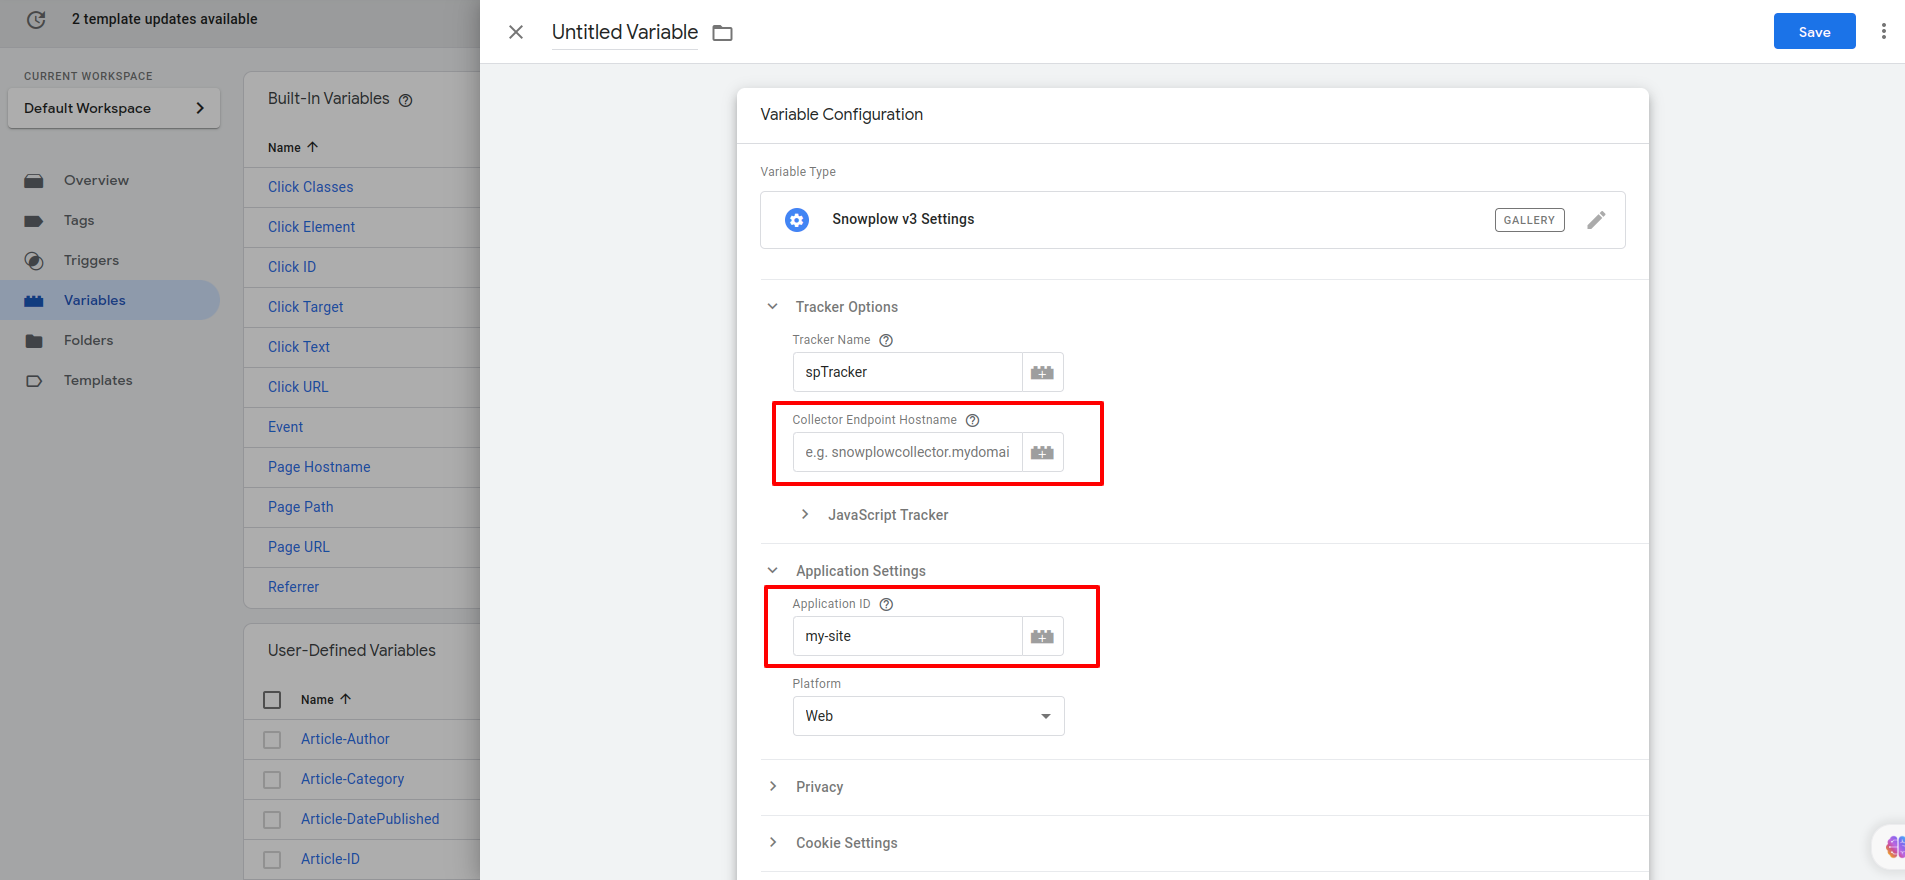 2 template updates available
Untitled Variable
Save
CURRENT WORKSPACE
Default Workspace
Overview
Tags
Triggers
Variables
Folders
Templates
Built-In Variables
Name
Click Classes
Click Element
Click ID
Click Target
Click Text
Click URL
Event
Page Hostname
Page Path
Page URL
Referrer
User-Defined Variables
Name
Article-Author
Article-Category
Article-DatePublished
Article-ID
Variable Configuration
Variable Type
Snowplow v3 Settings
GALLERY
Tracker Options
Tracker Name
spTracker
Collector Endpoint Hostname
e.g. snowplowcollector.mydomai
JavaScript Tracker
Application Settings
Application ID
my-site
Platform
Web
Privacy
Cookie Settings